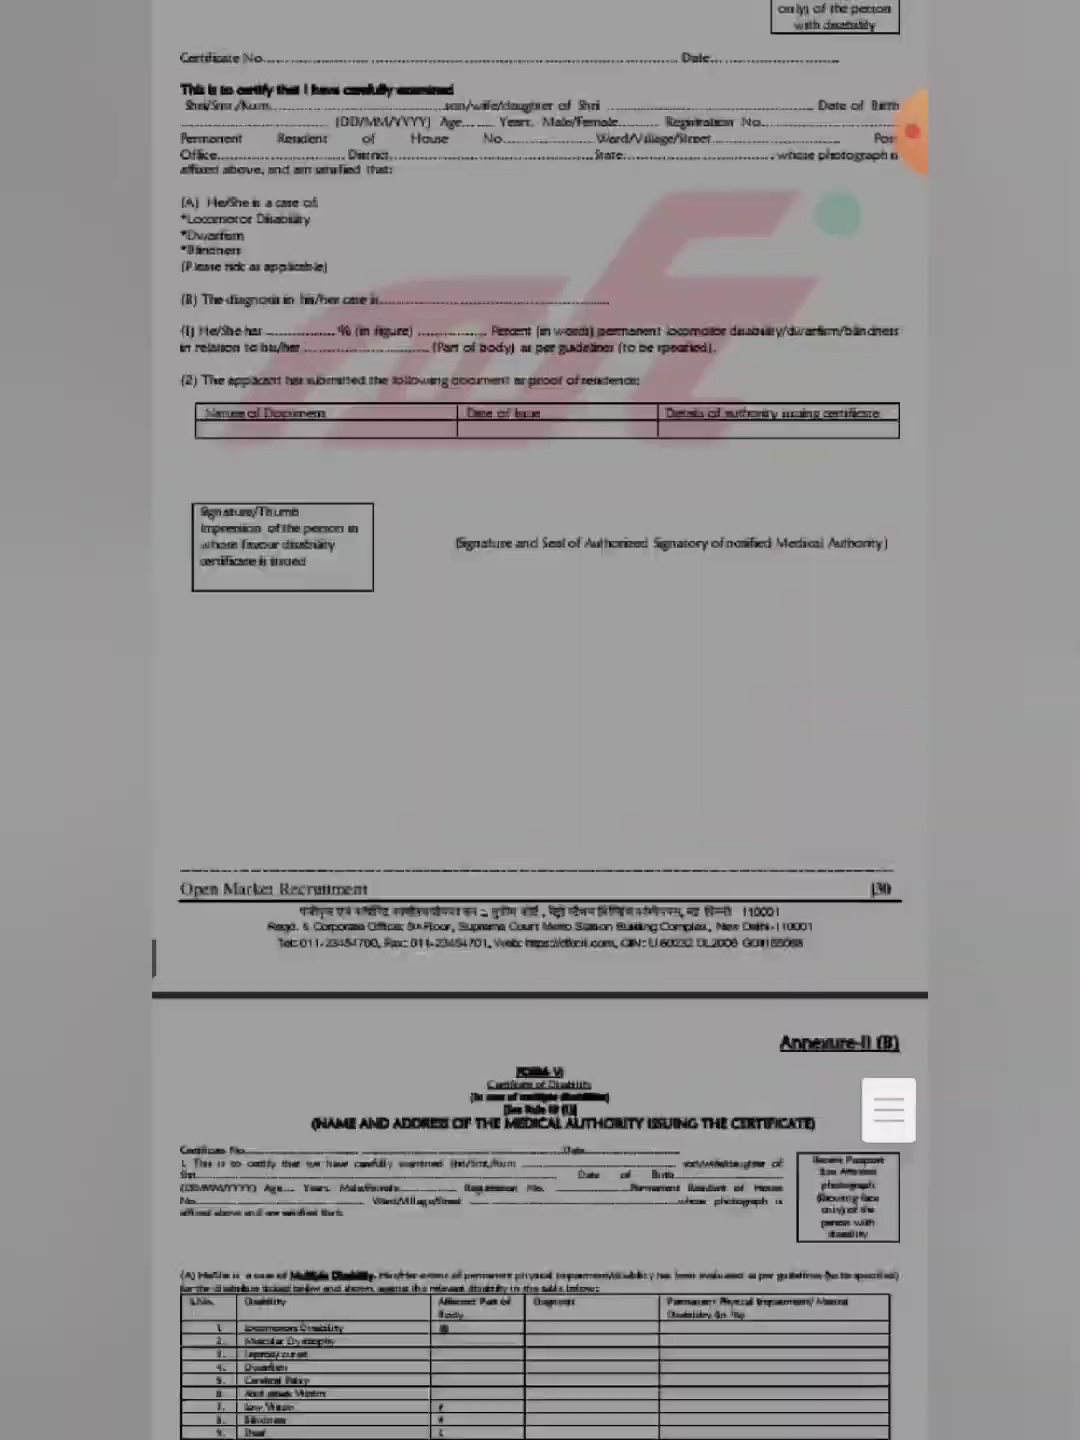 only) of the person
with disability
Certificate No. Date
This is to certify that I have carefully examined
Shri/Smt./Kum. son/wife/daughter of Shri Date of Birth
(DD/MM/YYYY) Age Years, Male/Female Registration No.
Permanent Resident of House No. Ward/Village/Street Post
Office District State whose photograph is
affixed above, and am satisfied that:
(A) He/She is a case of:
*Locomotor Disability
*Dwarfism
*Blindness
(Please tick as applicable)
(B) The diagnosis in his/her case is
(1) He/She has % (in figure) Percent (in words) permanent locomotor disability/dwarfism/blindness
in relation to his/her (Part of body) as per guidelines (to be specified).
(2) The applicant has submitted the following document as proof of residence:
Nature of Document Date of Issue Details of authority issuing certificate
Signature/Thumb
Impression of the person in
whose favour disability
certificate is issued
(Signature and Seal of Authorized Signatory of notified Medical Authority)
Open Market Recruitment |30
110001
Regd. & Corporate Office: 5th Floor, Supreme Court Metro Station Building Complex, New Delhi-110001
Tel: 011-23454700, Fax: 011-23454701, Web: https://dfccil.com,
Annexure-II (B)
Certificate of Disability
(In case of multiple disabilities)
(NAME AND ADDRESS OF THE MEDICAL AUTHORITY ISSUING THE CERTIFICATE)
Certificate No. Date
1. This is to certify that we have carefully examined Shri/Smt./Kum son/wife/daughter of
Shri Date of Birth
(DD/MM/YYYY) Age Years, Male/Female Registration No. Permanent Resident of House
No. Ward/Village/Street whose photograph is
affixed above and are satisfied that:
Recent Passport
Size Attested
photograph
(Showing face
only) of the
person with
disability
(A) He/She is a case of Multiple Disability. His/Her extent of permanent physical impairment/disability has been evaluated as per guidelines (to be specified)
for the disabilities ticked below and shown against the relevant disability in the table below:
S.No. Disability Affected Part of Body Diagnosis Permanent Physical Impairment/ Mental Disability (in %)
1. Locomotor Disability @
2. Muscular Dystrophy
3. Leprosy cured
4. Dwarfism
5. Cerebral Palsy
6. Acid attack Victim
7. Low Vision #
8. Blindness #
9. Deaf